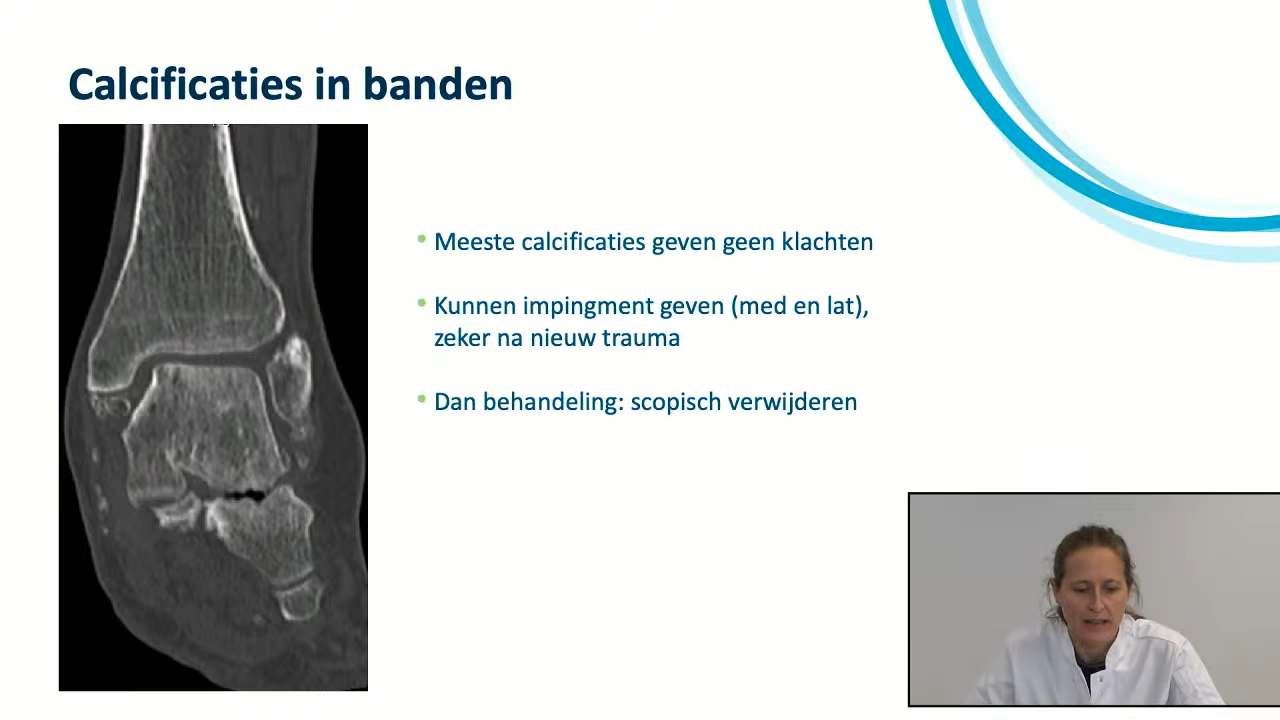 Calcificaties in banden
• Meeste calcificaties geven geen klachten
• Kunnen impingment geven (med en lat),
zeker na nieuw trauma
• Dan behandeling: scopisch verwijderen